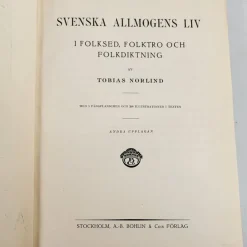 SVENSKA ALLMOGENS LIV
I FOLKSED, FOLKTRO OCH
FOLKDIKTNING
AV
TOBIAS NORLIND
ANDRA UPPLAGAN
STOCKHOLM, A.-B. BOHLIN & Co:s FÖRLAG